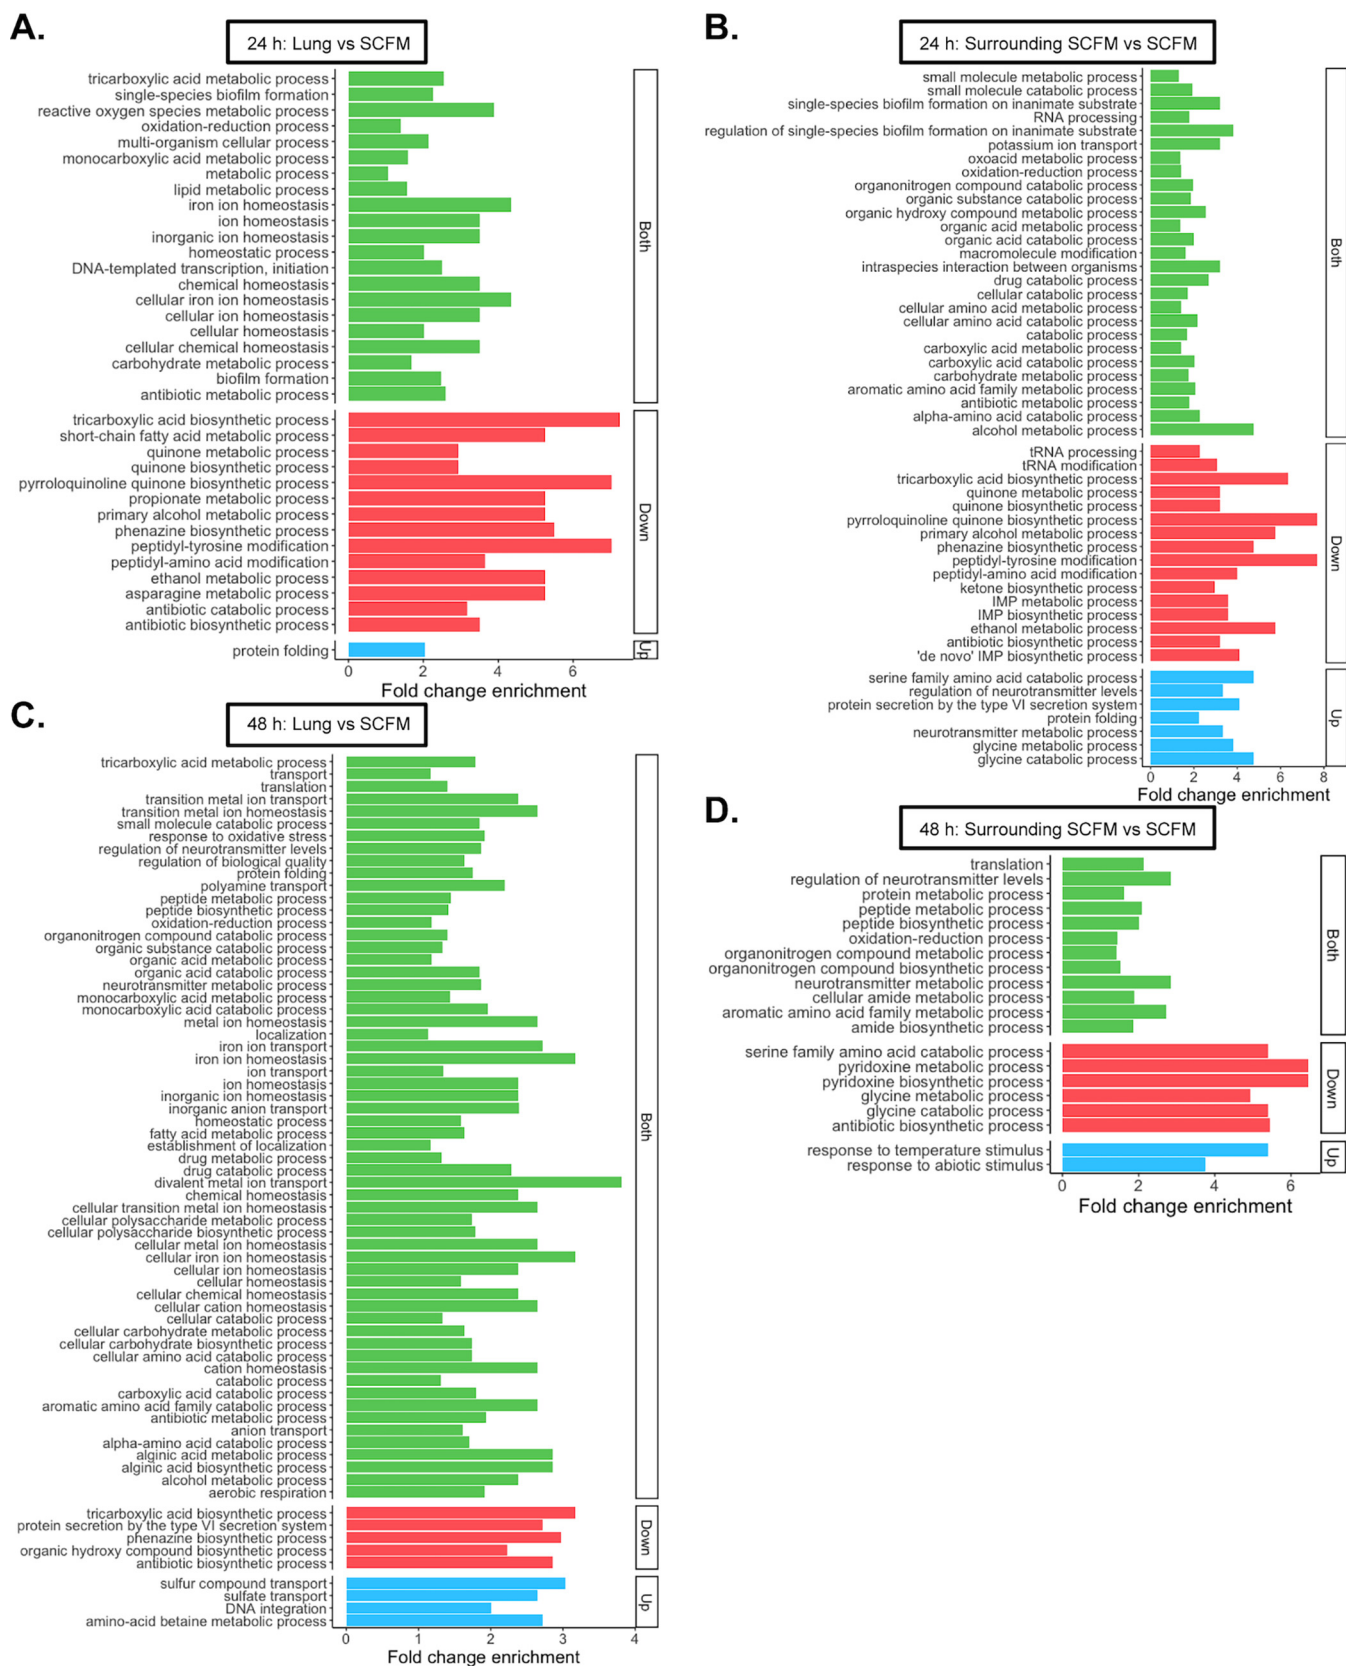 A.
24 h: Lung vs SCFM
tricarboxylic acid metabolic process
single-species biofilm formation
reactive oxygen species metabolic process
oxidation-reduction process
multi-organism cellular process
monocarboxylic acid metabolic process
metabolic process
lipid metabolic process
iron ion homeostasis
ion homeostasis
inorganic ion homeostasis
homeostatic process
DNA-templated transcription, initiation
chemical homeostasis
cellular iron ion homeostasis
cellular ion homeostasis
cellular homeostasis
cellular chemical homeostasis
carbohydrate metabolic process
biofilm formation
antibiotic metabolic process
Both
tricarboxylic acid biosynthetic process
short-chain fatty acid metabolic process
quinone metabolic process
quinone biosynthetic process
pyrroloquinoline quinone biosynthetic process
propionate metabolic process
primary alcohol metabolic process
phenazine biosynthetic process
peptidyl-tyrosine modification
peptidyl-amino acid modification
ethanol metabolic process
asparagine metabolic process
antibiotic catabolic process
antibiotic biosynthetic process
Down
protein folding
Up
0 2 4 6
Fold change enrichment
B.
24 h: Surrounding SCFM vs SCFM
small molecule metabolic process
small molecule catabolic process
single-species biofilm formation on inanimate substrate
RNA processing
regulation of single-species biofilm formation on inanimate substrate
potassium ion transport
oxoacid metabolic process
oxidation-reduction process
organonitrogen compound catabolic process
organic substance catabolic process
organic hydroxy compound metabolic process
organic acid metabolic process
organic acid catabolic process
macromolecule modification
intraspecies interaction between organisms
drug catabolic process
cellular catabolic process
cellular amino acid metabolic process
cellular amino acid catabolic process
catabolic process
carboxylic acid metabolic process
carboxylic acid catabolic process
carbohydrate metabolic process
aromatic amino acid family metabolic process
antibiotic metabolic process
alpha-amino acid catabolic process
alcohol metabolic process
Both
tRNA processing
tRNA modification
tricarboxylic acid biosynthetic process
quinone metabolic process
quinone biosynthetic process
pyrroloquinoline quinone biosynthetic process
primary alcohol metabolic process
phenazine biosynthetic process
peptidyl-tyrosine modification
peptidyl-amino acid modification
ketone biosynthetic process
IMP metabolic process
IMP biosynthetic process
ethanol metabolic process
antibiotic biosynthetic process
'de novo' IMP biosynthetic process
Down
serine family amino acid catabolic process
regulation of neurotransmitter levels
protein secretion by the type VI secretion system
protein folding
neurotransmitter metabolic process
glycine metabolic process
glycine catabolic process
Up
0 2 4 6 8
Fold change enrichment
C.
48 h: Lung vs SCFM
tricarboxylic acid metabolic process
transport
translation
transition metal ion transport
transition metal ion homeostasis
small molecule catabolic process
response to oxidative stress
regulation of neurotransmitter levels
regulation of biological quality
protein folding
polyamine transport
peptide metabolic process
peptide biosynthetic process
oxidation-reduction process
organonitrogen compound catabolic process
organic substance catabolic process
organic acid metabolic process
organic acid catabolic process
neurotransmitter metabolic process
monocarboxylic acid metabolic process
monocarboxylic acid catabolic process
metal ion homeostasis
localization
iron ion transport
iron ion homeostasis
ion transport
ion homeostasis
inorganic ion homeostasis
inorganic anion transport
homeostatic process
fatty acid metabolic process
establishment of localization
drug metabolic process
drug catabolic process
divalent metal ion transport
chemical homeostasis
cellular transition metal ion homeostasis
cellular polysaccharide metabolic process
cellular polysaccharide biosynthetic process
cellular metal ion homeostasis
cellular iron ion homeostasis
cellular ion homeostasis
cellular homeostasis
cellular chemical homeostasis
cellular cation homeostasis
cellular catabolic process
cellular carbohydrate metabolic process
cellular carbohydrate biosynthetic process
cellular amino acid catabolic process
cation homeostasis
catabolic process
carboxylic acid catabolic process
aromatic amino acid family catabolic process
antibiotic metabolic process
anion transport
alpha-amino acid catabolic process
alginic acid metabolic process
alginic acid biosynthetic process
alcohol metabolic process
aerobic respiration
Both
tricarboxylic acid biosynthetic process
protein secretion by the type VI secretion system
phenazine biosynthetic process
organic hydroxy compound biosynthetic process
antibiotic biosynthetic process
Down
sulfur compound transport
sulfate transport
DNA integration
amino-acid betaine metabolic process
Up
0 1 2 3 4
Fold change enrichment
D.
48 h: Surrounding SCFM vs SCFM
translation
regulation of neurotransmitter levels
protein metabolic process
peptide metabolic process
peptide biosynthetic process
oxidation-reduction process
organonitrogen compound metabolic process
organonitrogen compound biosynthetic process
neurotransmitter metabolic process
cellular amide metabolic process
aromatic amino acid family metabolic process
amide biosynthetic process
Both
serine family amino acid catabolic process
pyridoxine metabolic process
pyridoxine biosynthetic process
glycine metabolic process
glycine catabolic process
antibiotic biosynthetic process
Down
response to temperature stimulus
response to abiotic stimulus
Up
0 2 4 6
Fold change enrichment